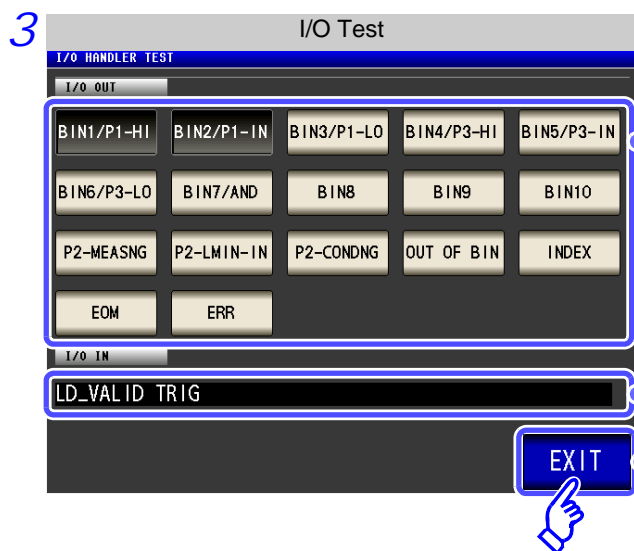 3
I/O Test
I/O HANDLER TEST
I/O OUT
BIN1/P1-HI BIN2/P1-IN BIN3/P1-LO BIN4/P3-HI BIN5/P3-IN
BIN6/P3-LO BIN7/AND BIN8 BIN9 BIN10
P2-MEASNG P2-LMIN-IN P2-CONDNG OUT OF BIN INDEX
EOM ERR
I/O IN
LD_VALID TRIG
EXIT